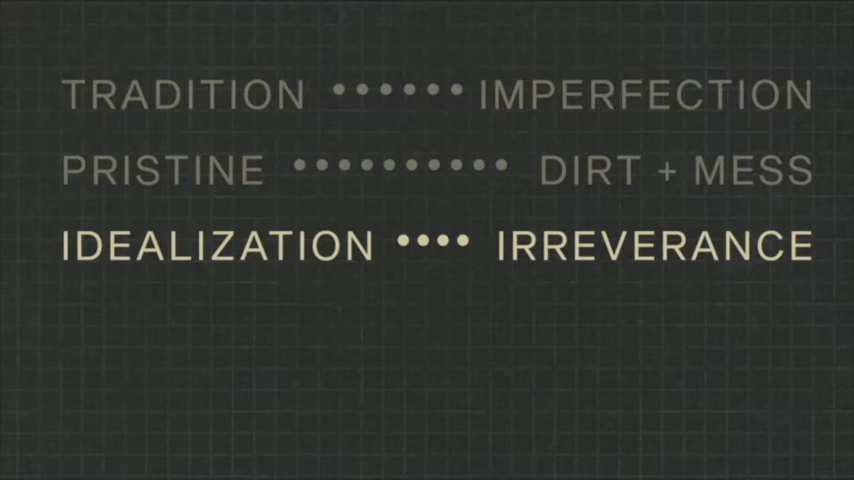 TRADITION •••••• IMPERFECTION
PRISTINE •••••••••• DIRT + MESS
IDEALIZATION •••• IRREVERANCE